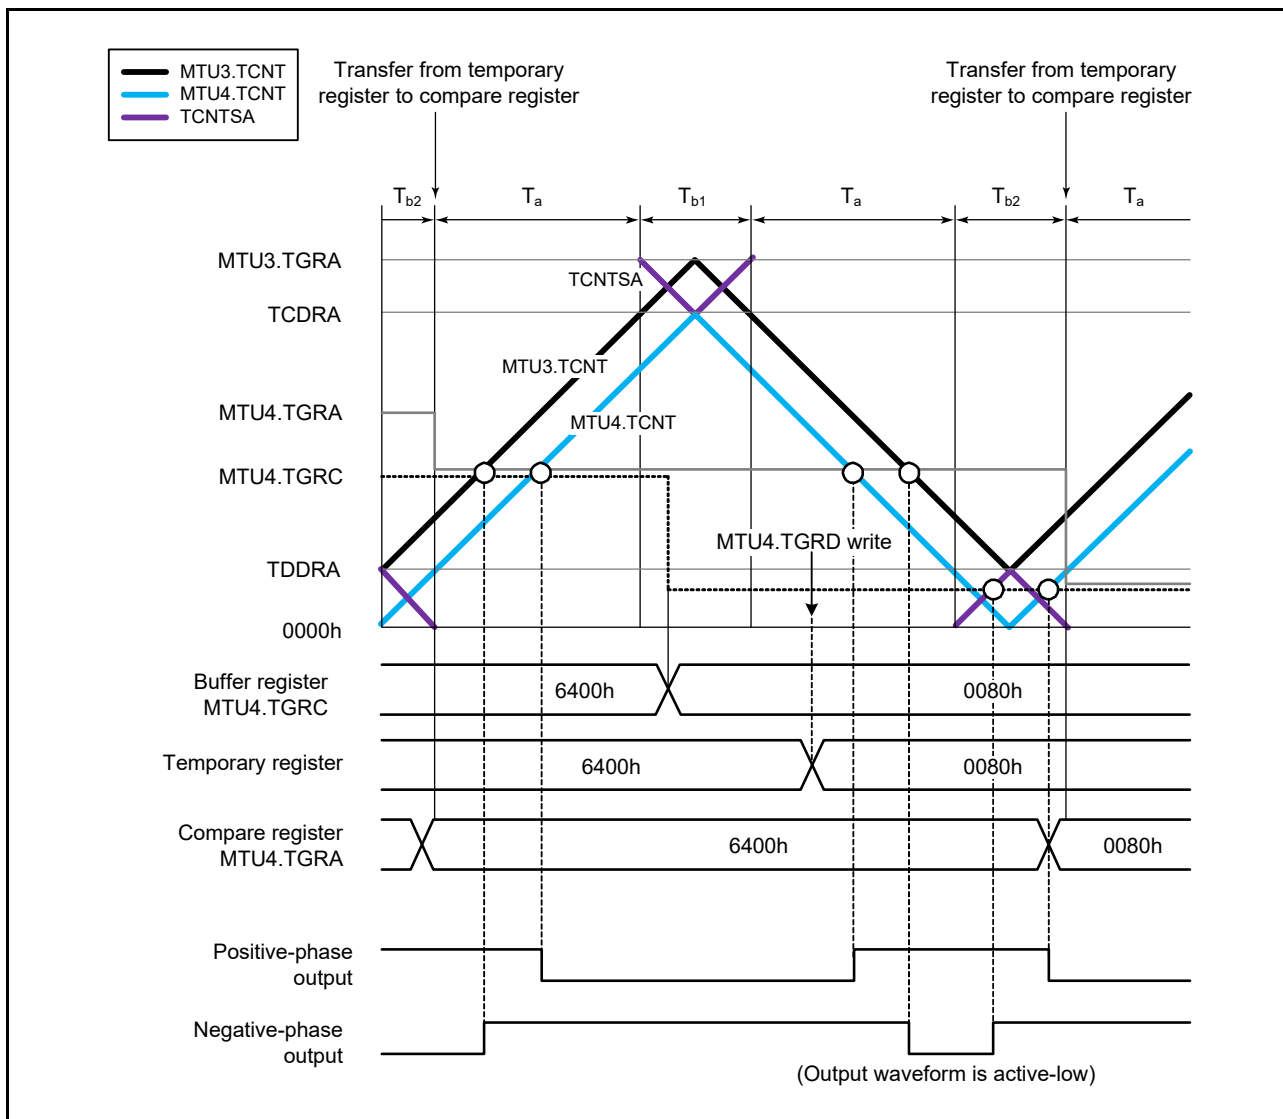 MTU3.TCNT
MTU4.TCNT
TCNTSA
Transfer from temporary
register to compare register
Transfer from temporary
register to compare register
Tb2
Ta
Tb1
Ta
Tb2
Ta
MTU3.TGRA
TCNTSA
TCDRA
MTU3.TCNT
MTU4.TGRA
MTU4.TCNT
MTU4.TGRC
MTU4.TGRD write
TDDRA
0000h
Buffer register
MTU4.TGRC
6400h
0080h
Temporary register
6400h
0080h
Compare register
MTU4.TGRA
6400h
0080h
Positive-phase
output
Negative-phase
output
(Output waveform is active-low)